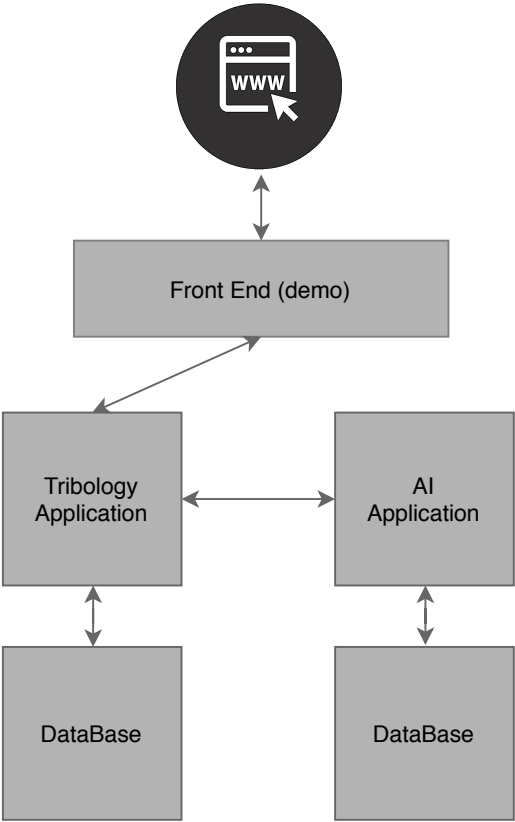 WWW
Front End (demo)
Tribology
Application
AI
Application
DataBase
DataBase